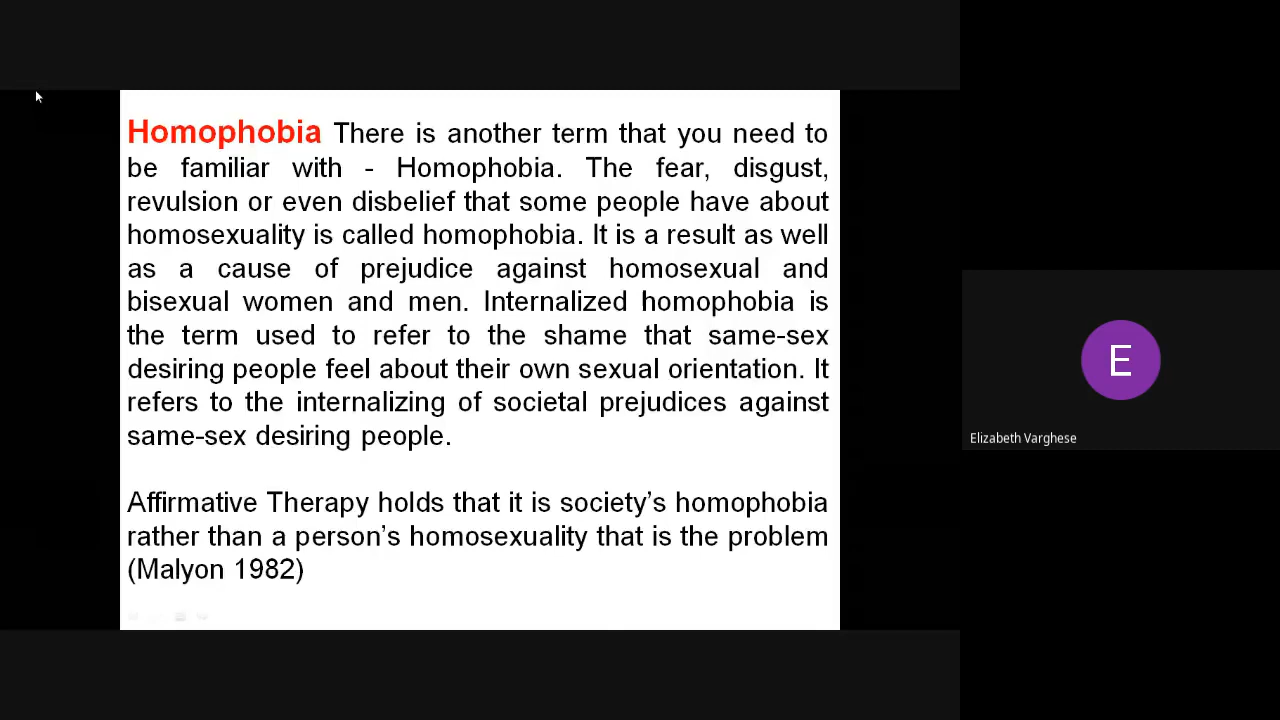 Homophobia There is another term that you need to
be familiar with - Homophobia. The fear, disgust,
revulsion or even disbelief that some people have about
homosexuality is called homophobia. It is a result as well
as a cause of prejudice against homosexual and
bisexual women and men. Internalized homophobia is
the term used to refer to the shame that same-sex
desiring people feel about their own sexual orientation. It
refers to the internalizing of societal prejudices against
same-sex desiring people.
Affirmative Therapy holds that it is society’s homophobia
rather than a person’s homosexuality that is the problem
(Malyon 1982)
E
Elizabeth Varghese